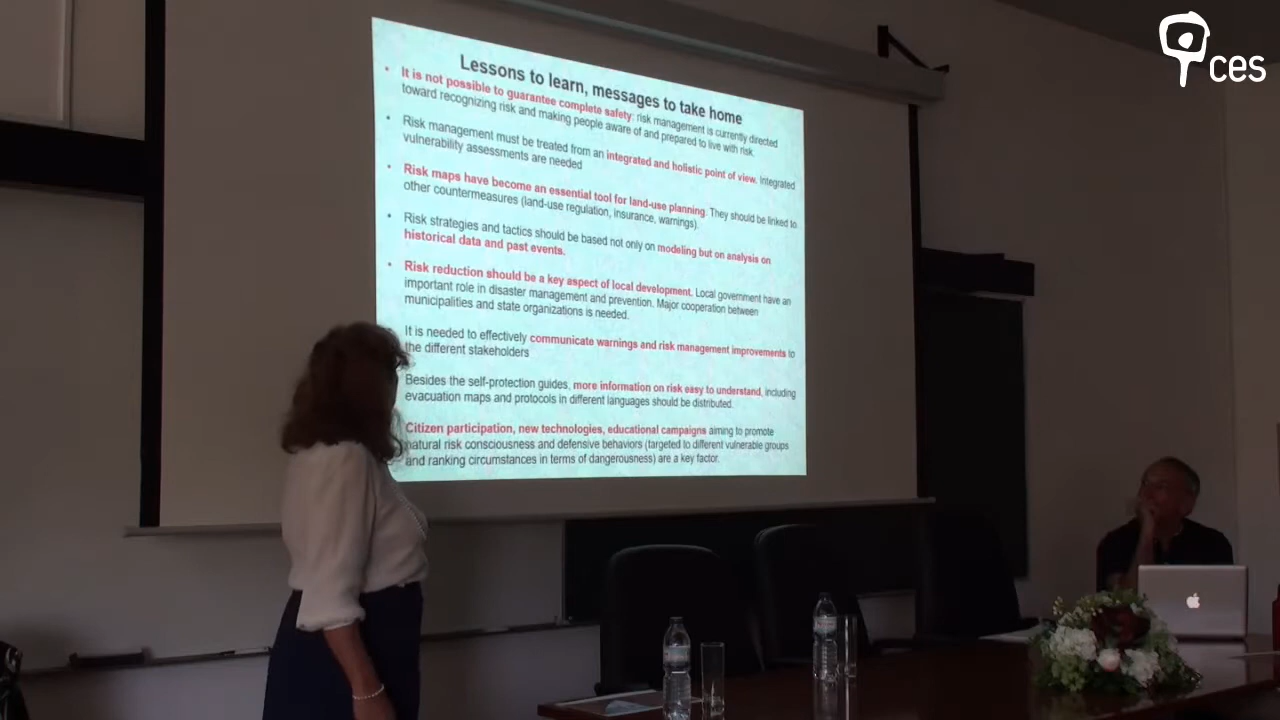 ces
Lessons to learn, messages to take home
• It is not possible to guarantee complete safety: risk management is currently directed
toward recognizing risk and making people aware of and prepared to live with risk.
• Risk management must be treated from an integrated and holistic point of view. Integrated
vulnerability assessments are needed
• Risk maps have become an essential tool for land-use planning. They should be linked to
other countermeasures (land-use regulation, insurance, warnings).
• Risk strategies and tactics should be based not only on modeling but on analysis on
historical data and past events.
• Risk reduction should be a key aspect of local development. Local government have an
important role in disaster management and prevention. Major cooperation between
municipalities and state organizations is needed.
It is needed to effectively communicate warnings and risk management improvements to
the different stakeholders
Besides the self-protection guides, more information on risk easy to understand, including
evacuation maps and protocols in different languages should be distributed.
Citizen participation, new technologies, educational campaigns aiming to promote
natural risk consciousness and defensive behaviors (targeted to different vulnerable groups
and ranking circumstances in terms of dangerousness) are a key factor.